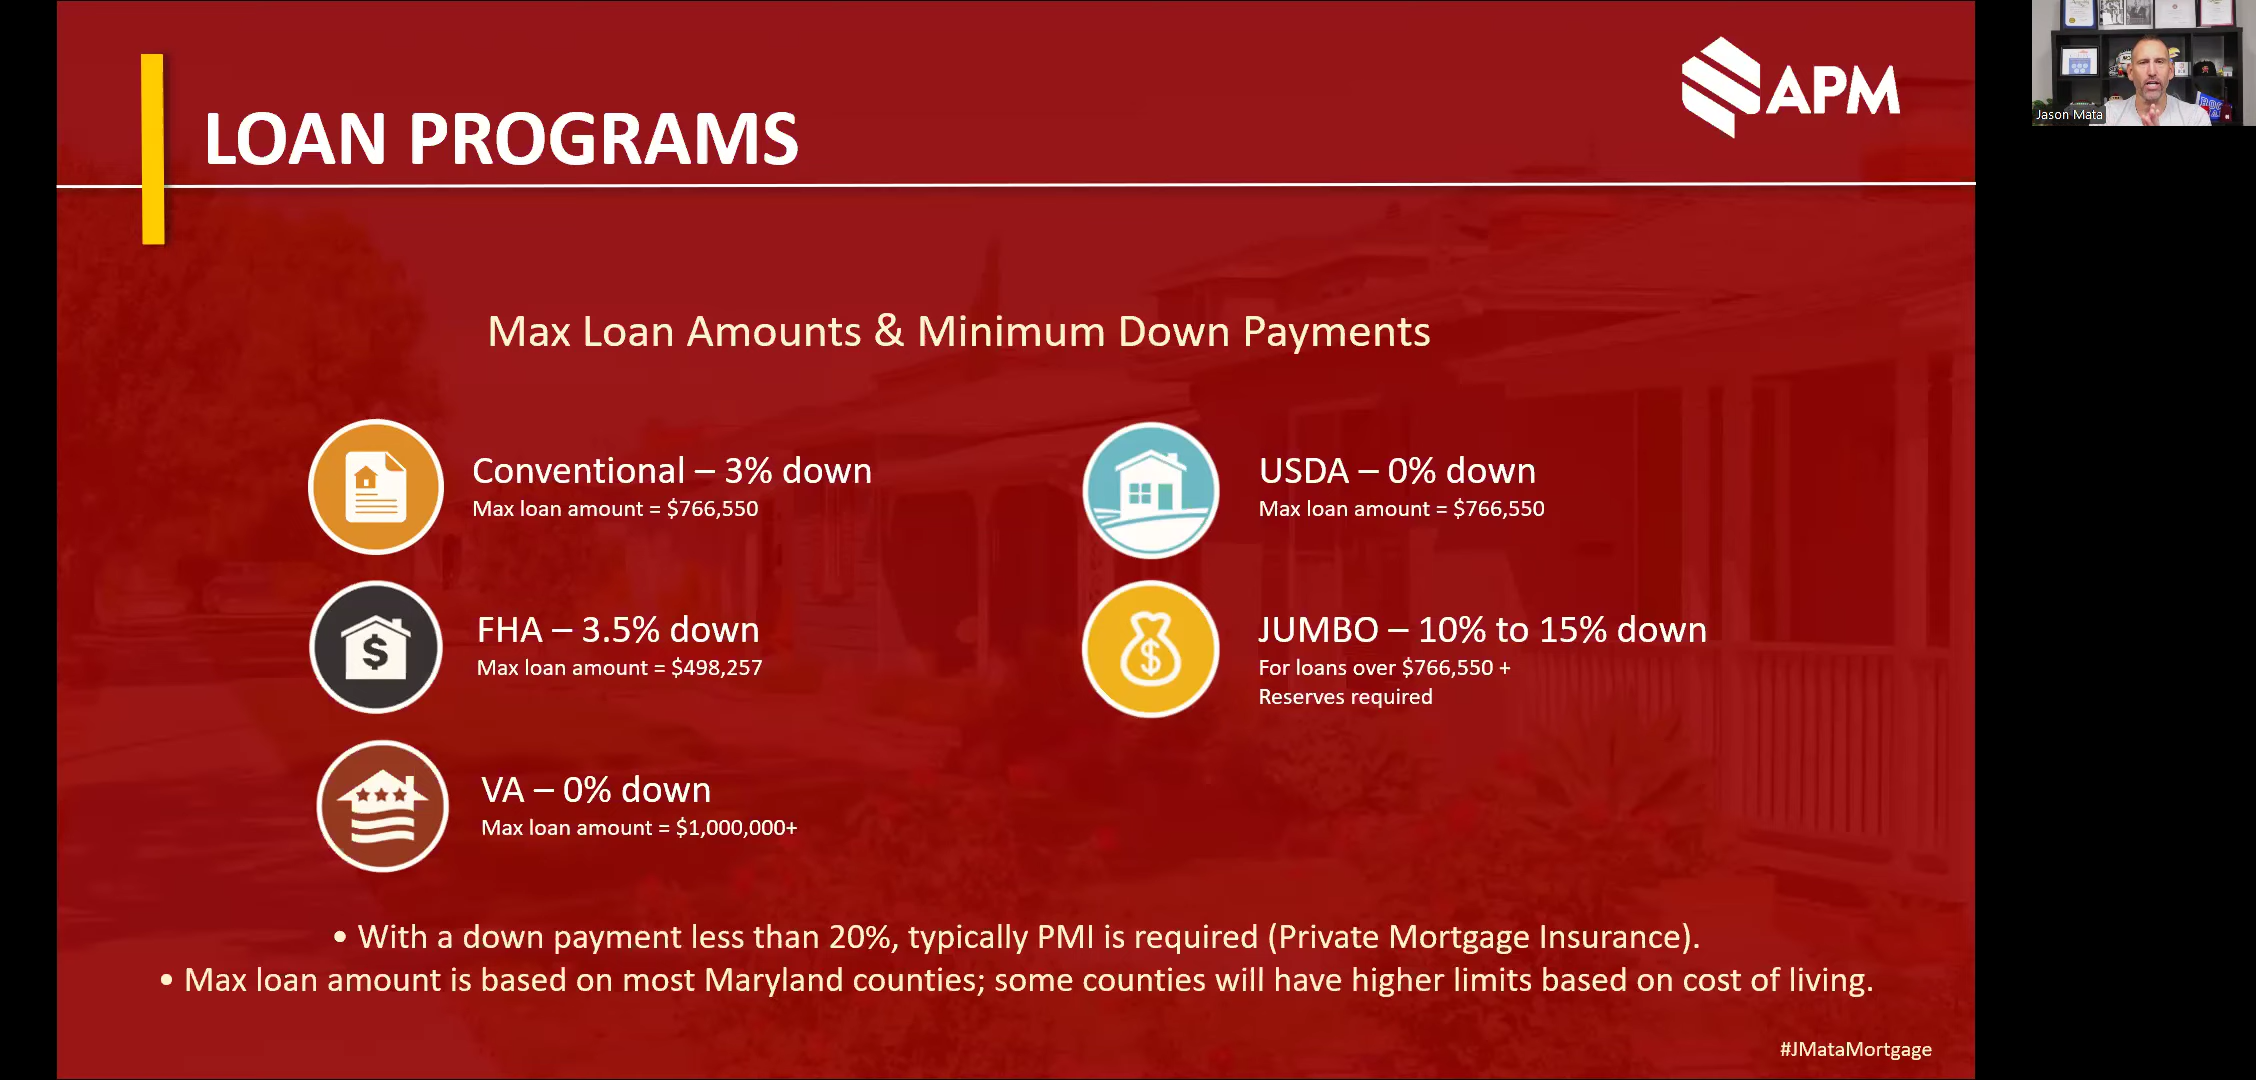 LOAN PROGRAMS
APM
Jason Mata
Max Loan Amounts & Minimum Down Payments
Conventional – 3% down
Max loan amount = $766,550
FHA – 3.5% down
Max loan amount = $498,257
VA – 0% down
Max loan amount = $1,000,000+
USDA – 0% down
Max loan amount = $766,550
JUMBO – 10% to 15% down
For loans over $766,550 +
Reserves required
• With a down payment less than 20%, typically PMI is required (Private Mortgage Insurance).
• Max loan amount is based on most Maryland counties; some counties will have higher limits based on cost of living.
#JMataMortgage